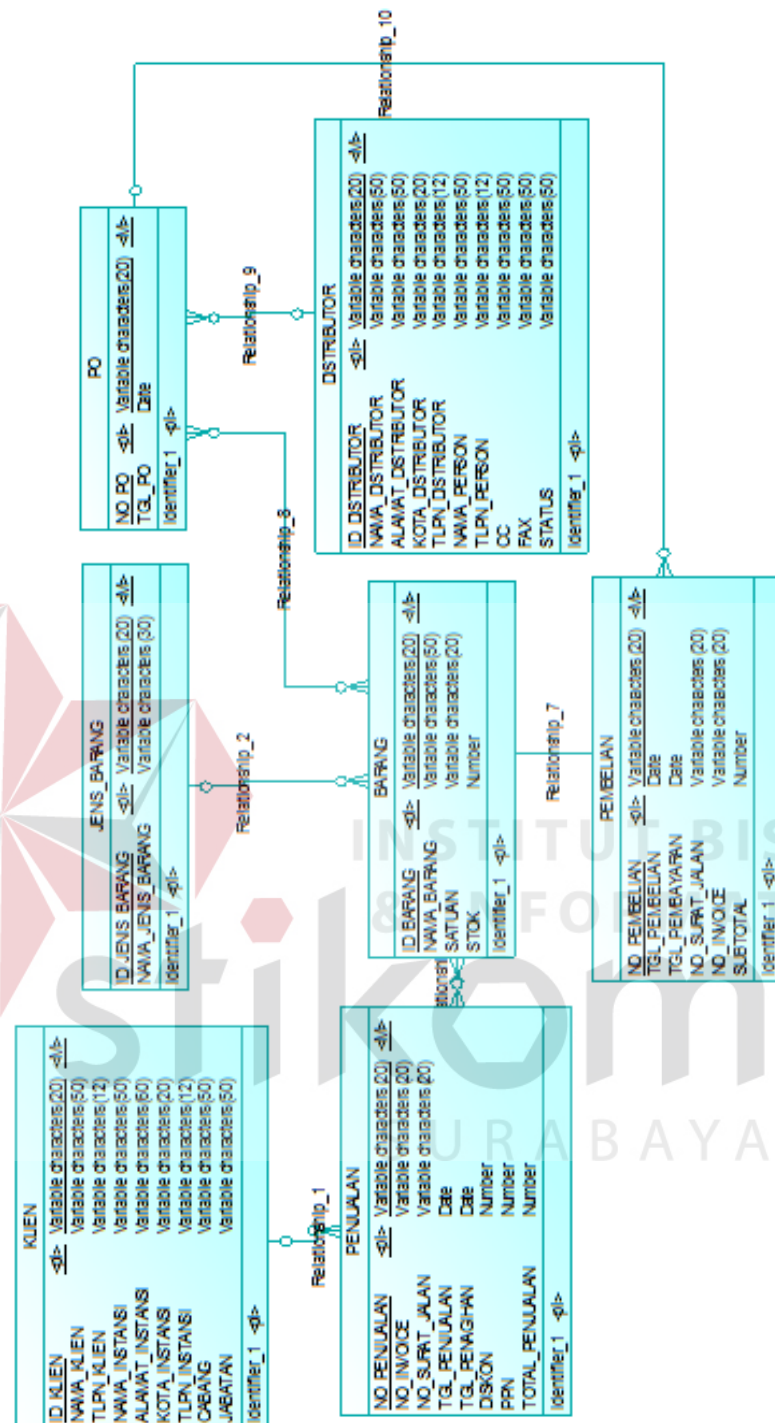 KLIEN
ID_KLIEN <pi> Variable characters (20) <M>
NAMA_KLIEN Variable characters (50)
TLPN_KLIEN Variable characters (12)
NAMA_INSTANSI Variable characters (50)
ALAMAT_INSTANSI Variable characters (60)
KOTA_INSTANSI Variable characters (20)
TLPN_INSTANSI Variable characters (12)
CABANG Variable characters (50)
JABATAN Variable characters (50)
Identifier_1 <pi>
Relationship_1
PENJUALAN
NO_PENJUALAN <pi> Variable characters (20) <M>
NO_INVOICE Variable characters (20)
NO_SURAT_JALAN Variable characters (20)
TGL_PENJUALAN Date
TGL_PENAGIHAN Date
DISKON Number
PPN Number
TOTAL_PENJUALAN Number
Identifier_1 <pi>
JENIS_BARANG
ID_JENIS_BARANG <pi> Variable characters (20) <M>
NAMA_JENIS_BARANG Variable characters (30)
Identifier_1 <pi>
Relationship_2
BARANG
ID_BARANG <pi> Variable characters (20) <M>
NAMA_BARANG Variable characters (50)
SATUAN Variable characters (20)
STOK Number
Identifier_1 <pi>
Relationship_7
PEMBELIAN
NO_PEMBELIAN <pi> Variable characters (20) <M>
TGL_PEMBELIAN Date
TGL_PEMBAYARAN Date
NO_SURAT_JALAN Variable characters (20)
NO_INVOICE Variable characters (20)
SUBTOTAL Number
Identifier_1 <pi>
PO
NO_PO <pi> Variable characters (20) <M>
TGL_PO Date
Identifier_1 <pi>
Relationship_8
Relationship_9
DISTRIBUTOR
ID_DISTRIBUTOR <pi> Variable characters (20) <M>
NAMA_DISTRIBUTOR Variable characters (50)
ALAMAT_DISTRIBUTOR Variable characters (50)
KOTA_DISTRIBUTOR Variable characters (20)
TLPN_DISTRIBUTOR Variable characters (12)
NAMA_PERSON Variable characters (50)
TLPN_PERSON Variable characters (12)
CC Variable characters (50)
FAX Variable characters (50)
STATUS Variable characters (50)
Identifier_1 <pi>
Relationship_10
INSTITUT BIS
& INFOR
stikom
SURABAYA